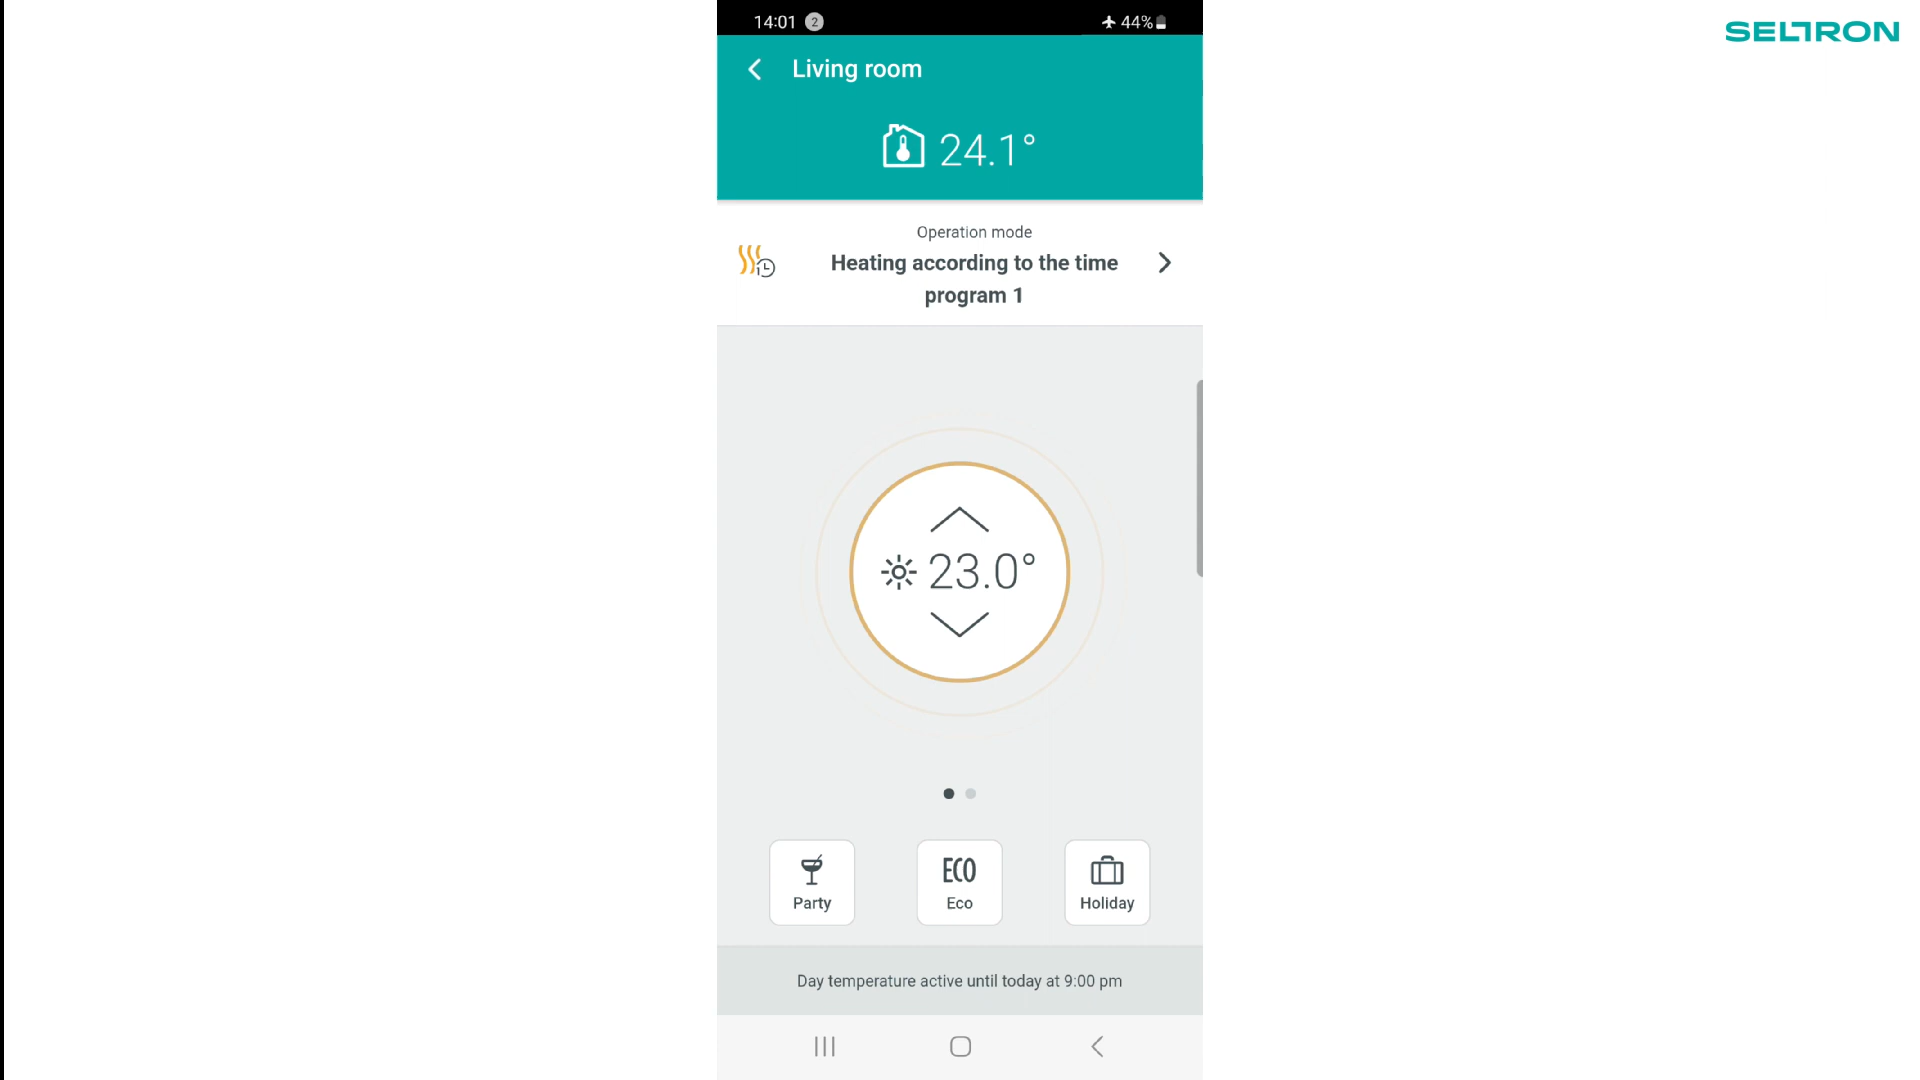 14:01 2 44%
SELTRON
Living room
24.1°
Operation mode
Heating according to the time
program 1
23.0°
ECO
Party Eco Holiday
Day temperature active until today at 9:00 pm